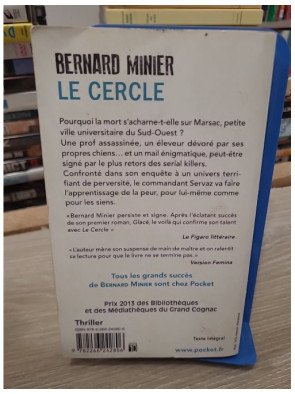 BERNARD MINIER
LE CERCLE
Pourquoi la mort s'acharne-t-elle sur Marsac, petite
ville universitaire du Sud-Ouest ?
Une prof assassinée, un éleveur dévoré par ses
propres chiens... et un mail énigmatique, peut-être
signé par le plus retors des serial killers.
Confronté dans son enquête à un univers terri-
fiant de perversité, le commandant Servaz va faire
l'apprentissage de la peur, pour lui-même comme
pour les siens.
« Bernard Minier persiste et signe. Après l'éclatant succès
de son premier roman, Glacé, le voilà qui confirme son talent
avec Le Cercle. »
Le Figaro littéraire
« L'auteur mène son suspense de main de maître et on ralentit
sa lecture pour que le livre ne se termine pas. »
Version Femina
Tous les grands succès
de BERNARD MINIER sont chez Pocket
Prix 2013 des Bibliothèques
et des Médiathèques du Grand Cognac
Thriller
Texte intégral
9 782266 242806
www.pocket.fr